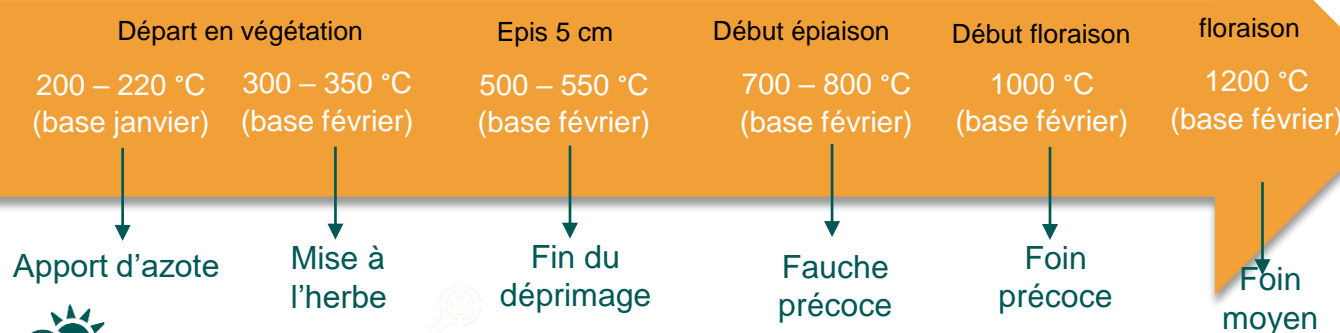 Départ en végétation
Epis 5 cm
Début épiaison
Début floraison
floraison
200 – 220 °C
(base janvier)
300 – 350 °C
(base février)
500 – 550 °C
(base février)
700 – 800 °C
(base février)
1000 °C
(base février)
1200 °C
(base février)
Apport d’azote
Mise à
l’herbe
Fin du
déprimage
Fauche
précoce
Foin
précoce
Foin
moyen